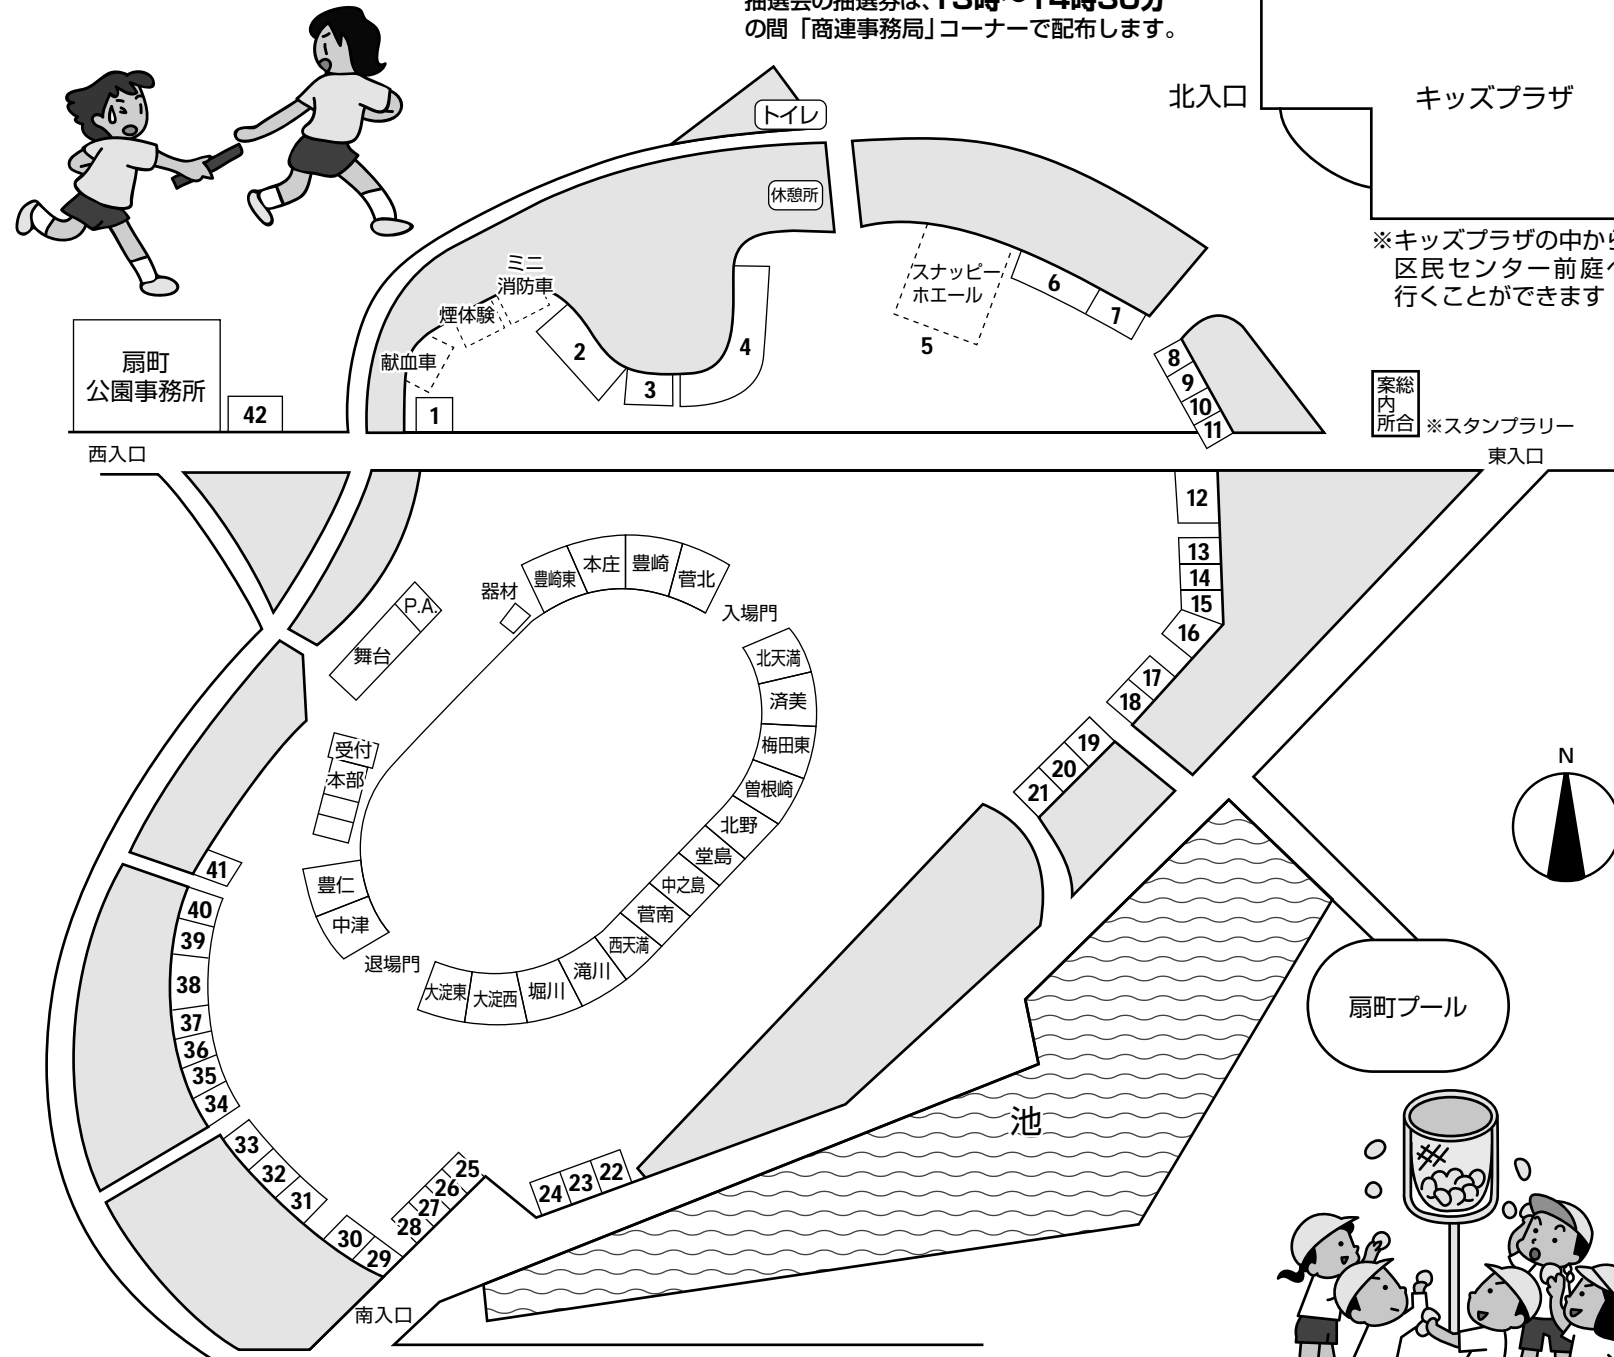 抽選会の抽選券は、13時〜14時30分
の間「商連事務局」コーナーで配布します。
北入口
キッズプラザ
トイレ
休憩所
※キッズプラザの中から
区民センター前庭へ
行くことができます
ミニ
消防車
煙体験
献血車
スナッピー
ホエール
扇町
公園事務所
42
1
2
3
4
5
6
7
8
9
10
11
総合
案内所
※スタンプラリー
西入口
東入口
12
13
14
15
16
17
18
19
20
21
器材
豊崎東
本庄
豊崎
菅北
入場門
P.A.
舞台
北天満
済美
梅田東
曽根崎
北野
堂島
中之島
菅南
西天満
滝川
堀川
大淀西
大淀東
退場門
中津
豊仁
受付
本部
N
扇町プール
池
41
40
39
38
37
36
35
34
33
32
31
30
29
28
27
26
25
24
23
22
南入口